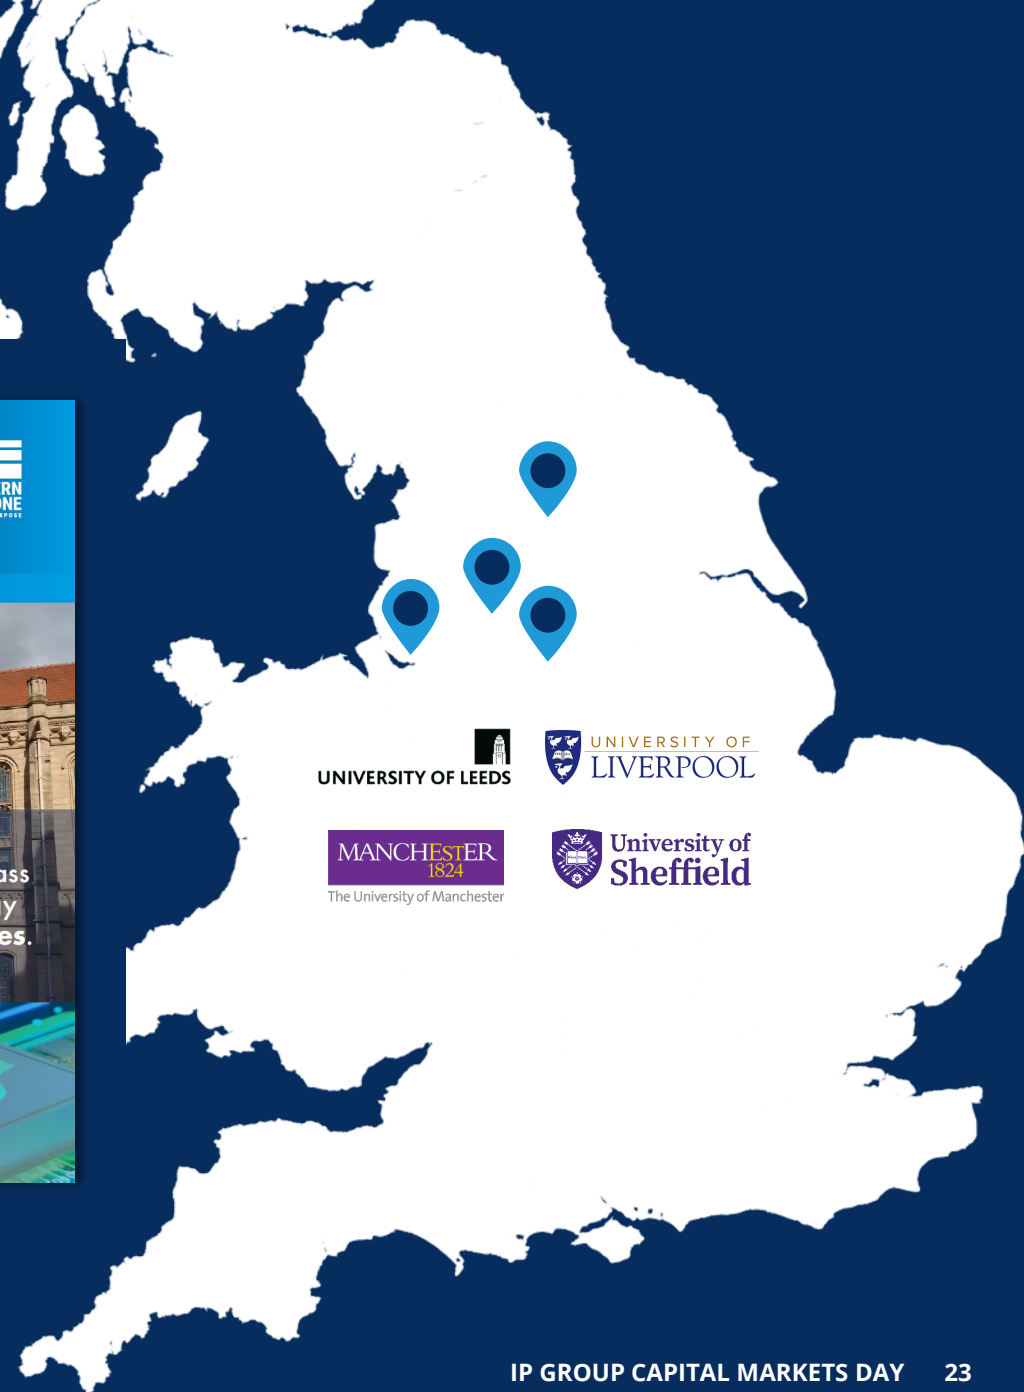 UNIVERSITY OF LEEDS
UNIVERSITY OF
LIVERPOOL
MANCHESTER
1824
The University of Manchester
University of
Sheffield
IP GROUP CAPITAL MARKETS DAY 23